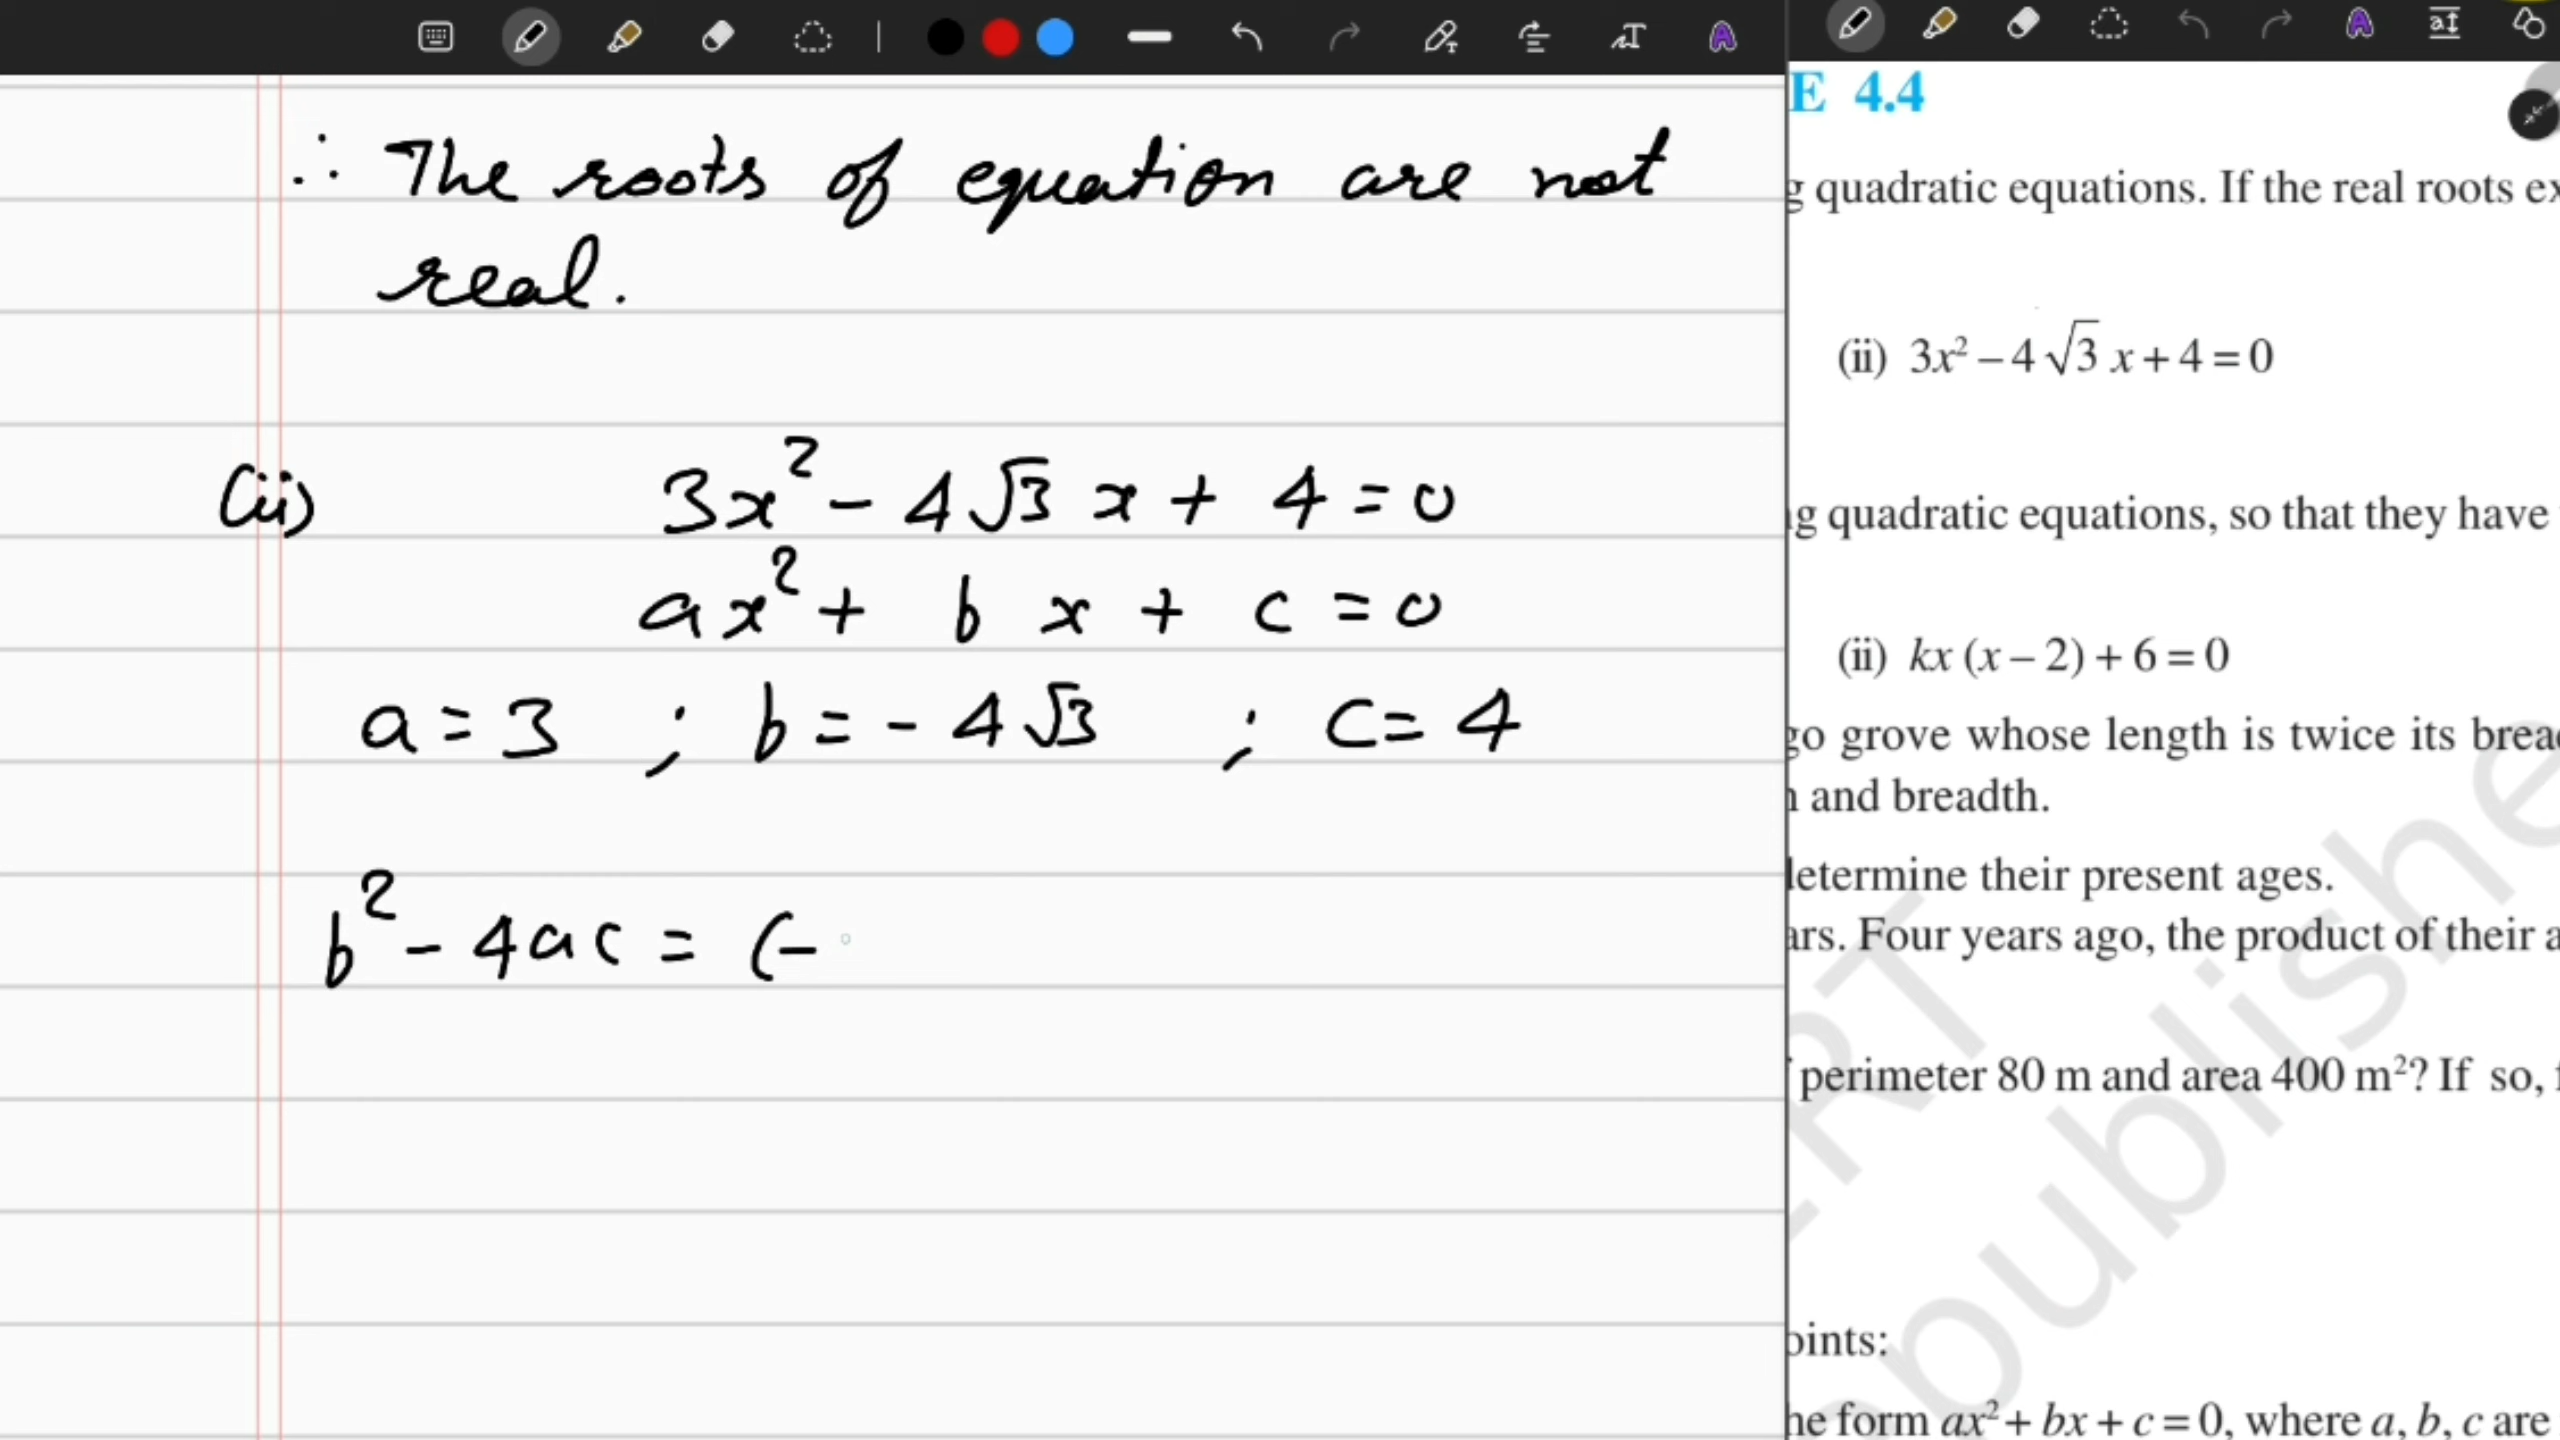 ∴ The roots of equation are not
real.
(ii) 3x² - 4√3 x + 4 = 0
ax² + b x + c = 0
a = 3 ; b = - 4√3 ; C = 4
b² - 4ac = (-
E 4.4
g quadratic equations. If the real roots ex
(ii) 3x² – 4√3 x + 4 = 0
g quadratic equations, so that they have
(ii) kx (x – 2) + 6 = 0
go grove whose length is twice its brea
and breadth.
determine their present ages.
ars. Four years ago, the product of their a
perimeter 80 m and area 400 m²? If so, f
oints:
he form ax² + bx + c = 0, where a, b, c are